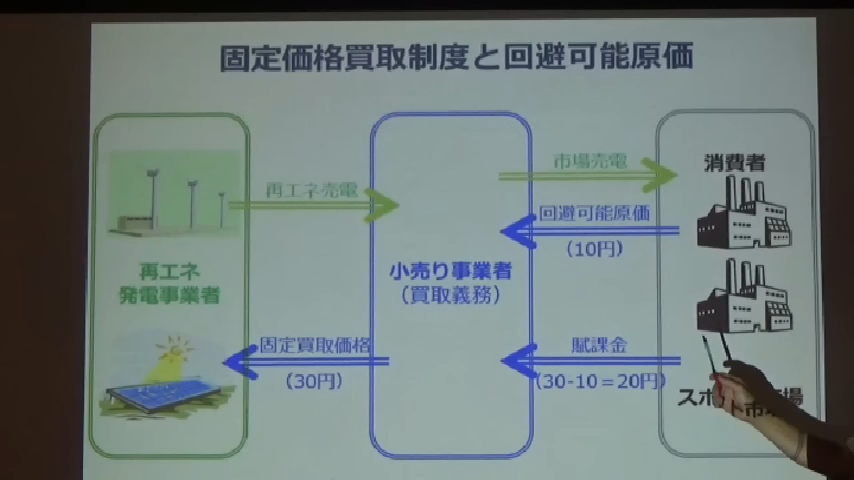 固定価格買取制度と回避可能原価
市場売電
消費者
再エネ売電
回避可能原価
（10円）
再エネ
発電事業者
小売り事業者
（買取義務）
固定買取価格
（30円）
賦課金
（30-10＝20円）
スポット市場